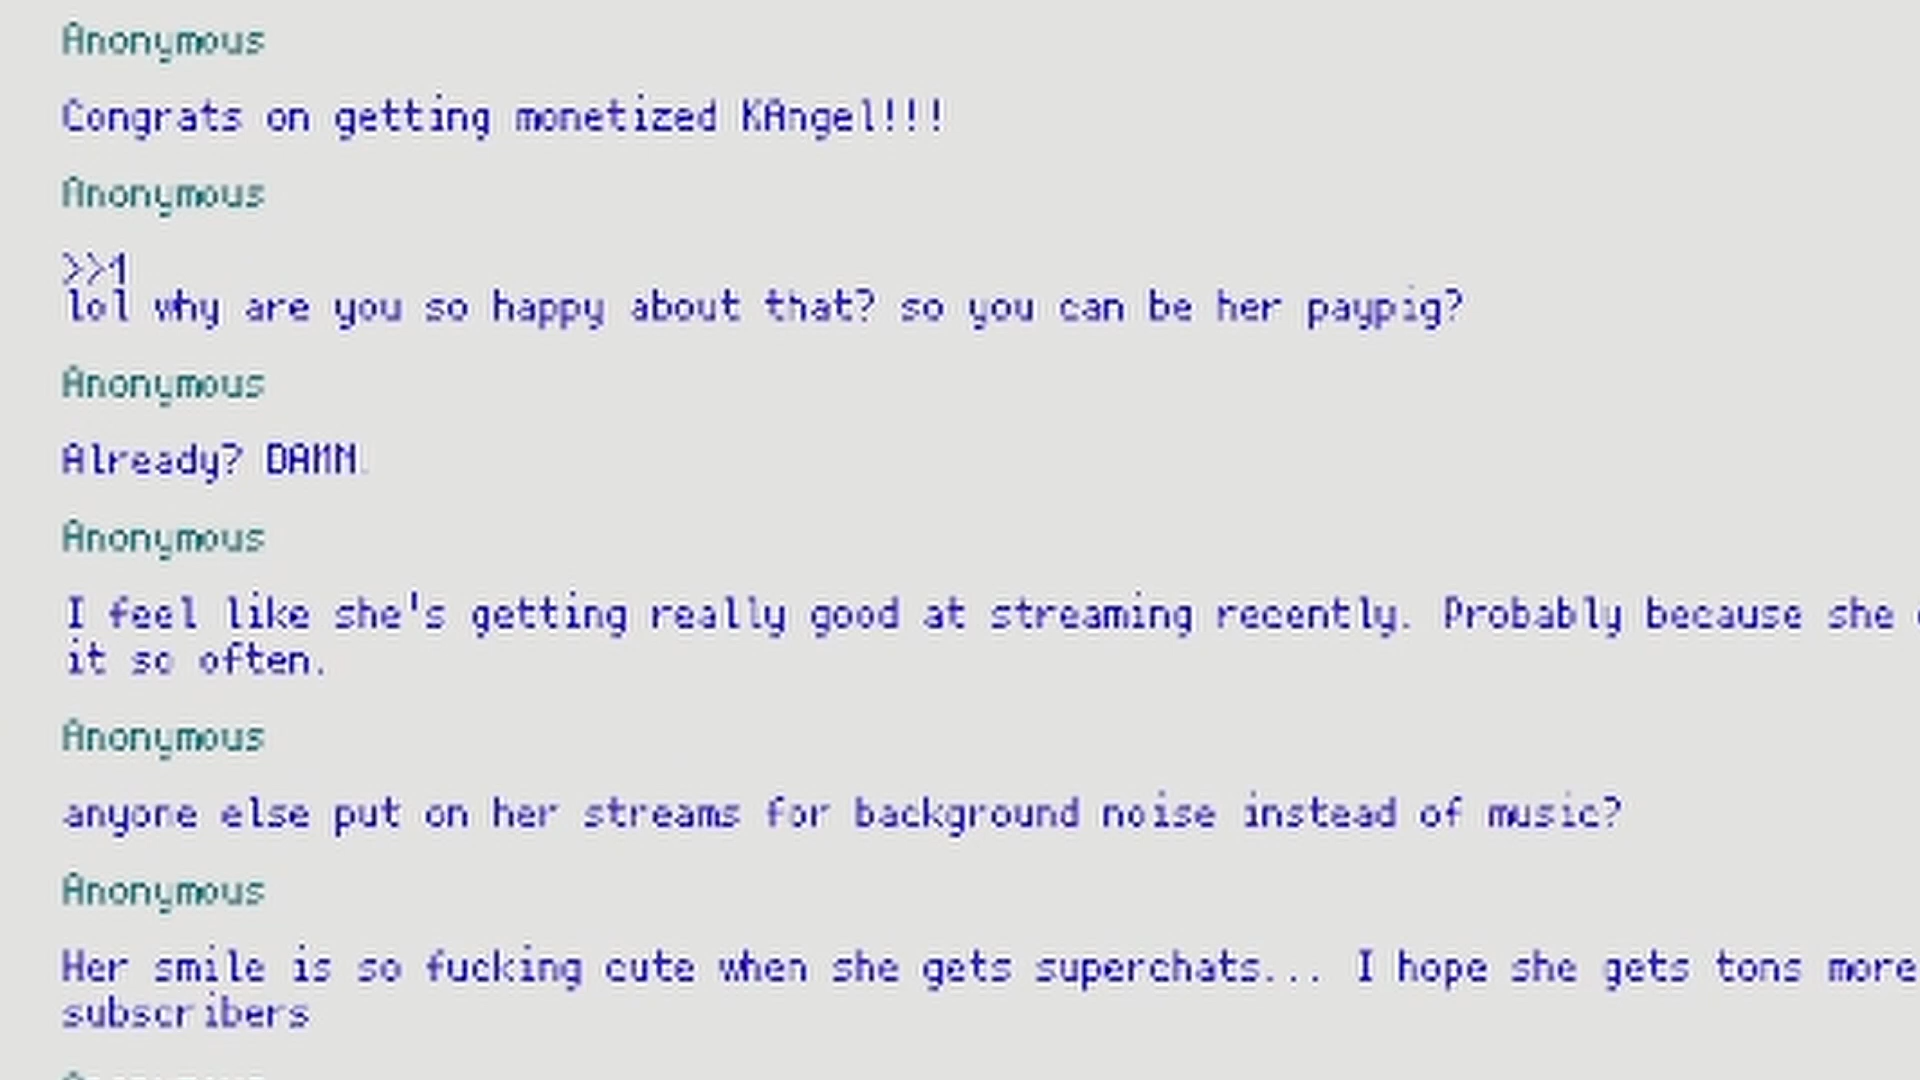 Anonymous
Congrats on getting monetized KAngel!!!
Anonymous
>>1
lol why are you so happy about that? so you can be her paypig?
Anonymous
Already? DAMN.
Anonymous
I feel like she's getting really good at streaming recently. Probably because she
it so often.
Anonymous
anyone else put on her streams for background noise instead of music?
Anonymous
Her smile is so fucking cute when she gets superchats... I hope she gets tons more
subscribers